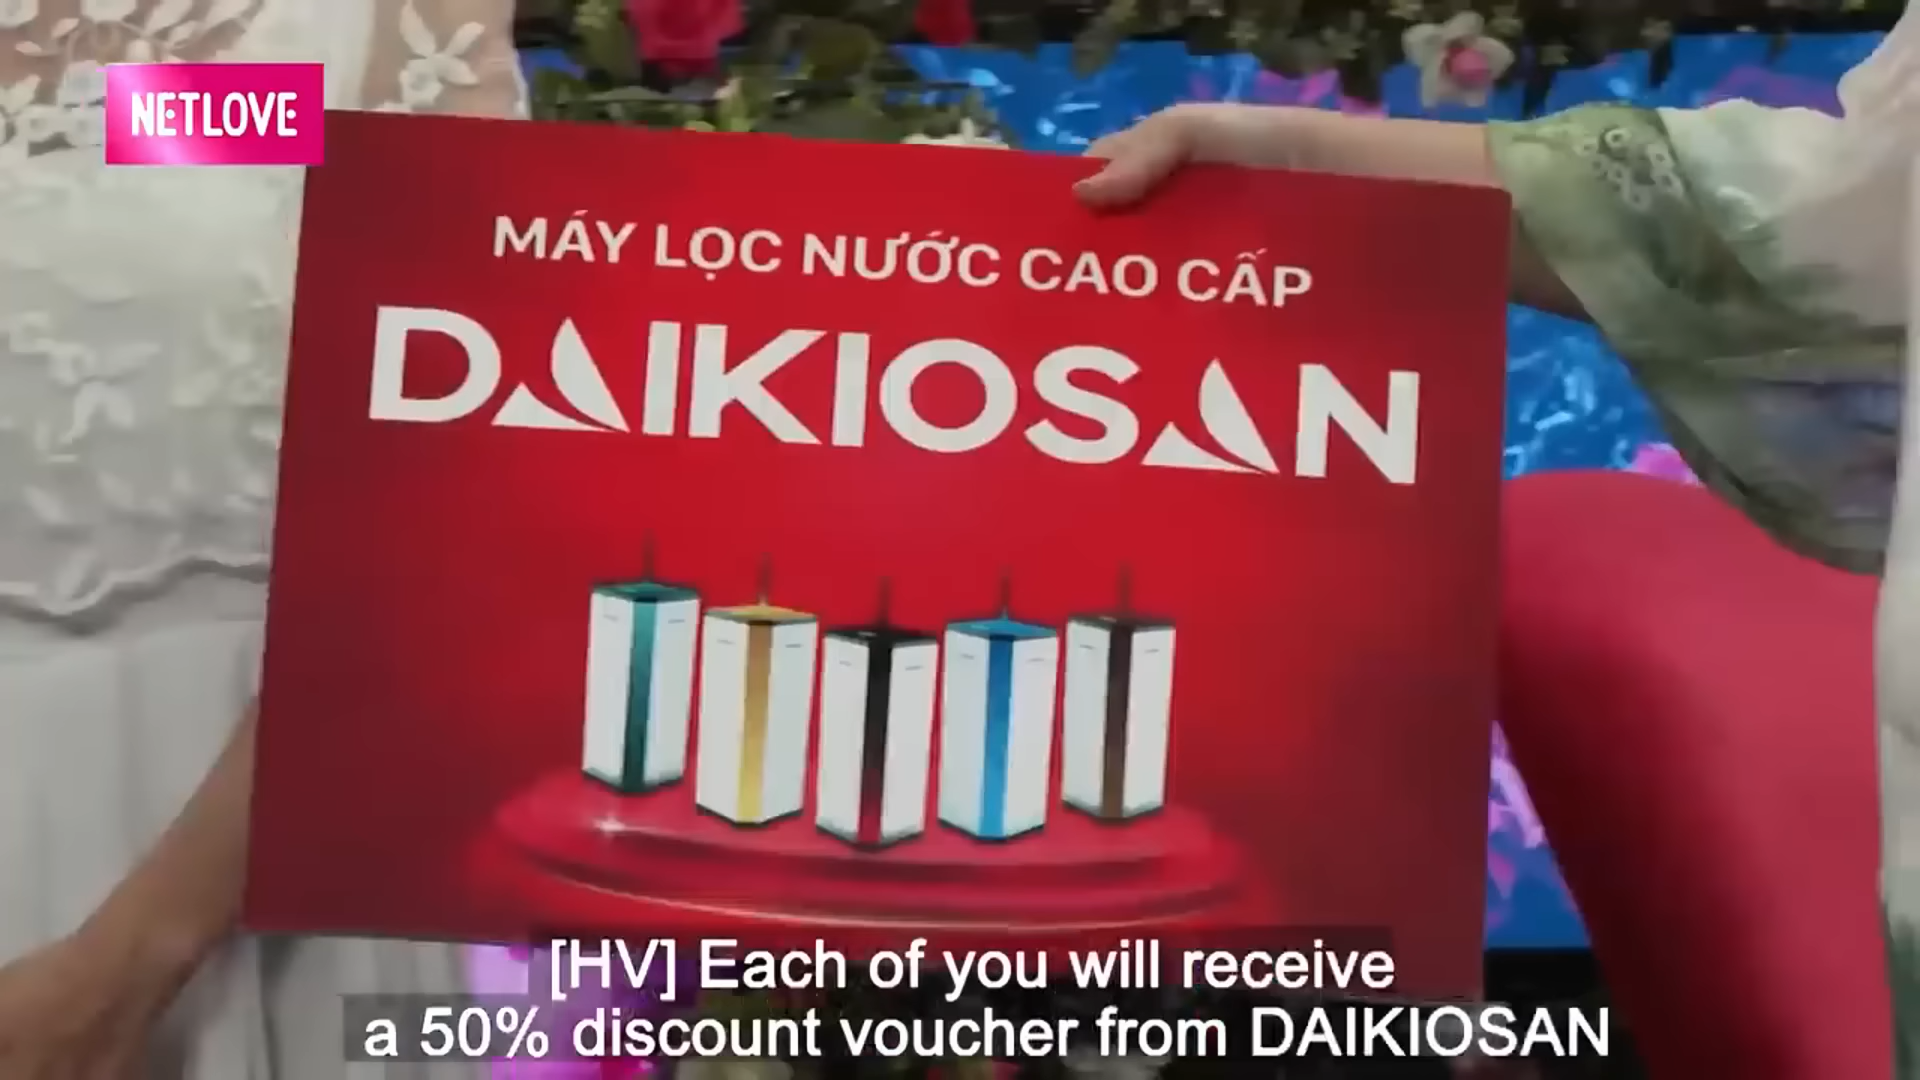 NETLOVE
MÁY LỌC NƯỚC CAO CẤP
DAIKIOSAN
[HV] Each of you will receive
a 50% discount voucher from DAIKIOSAN